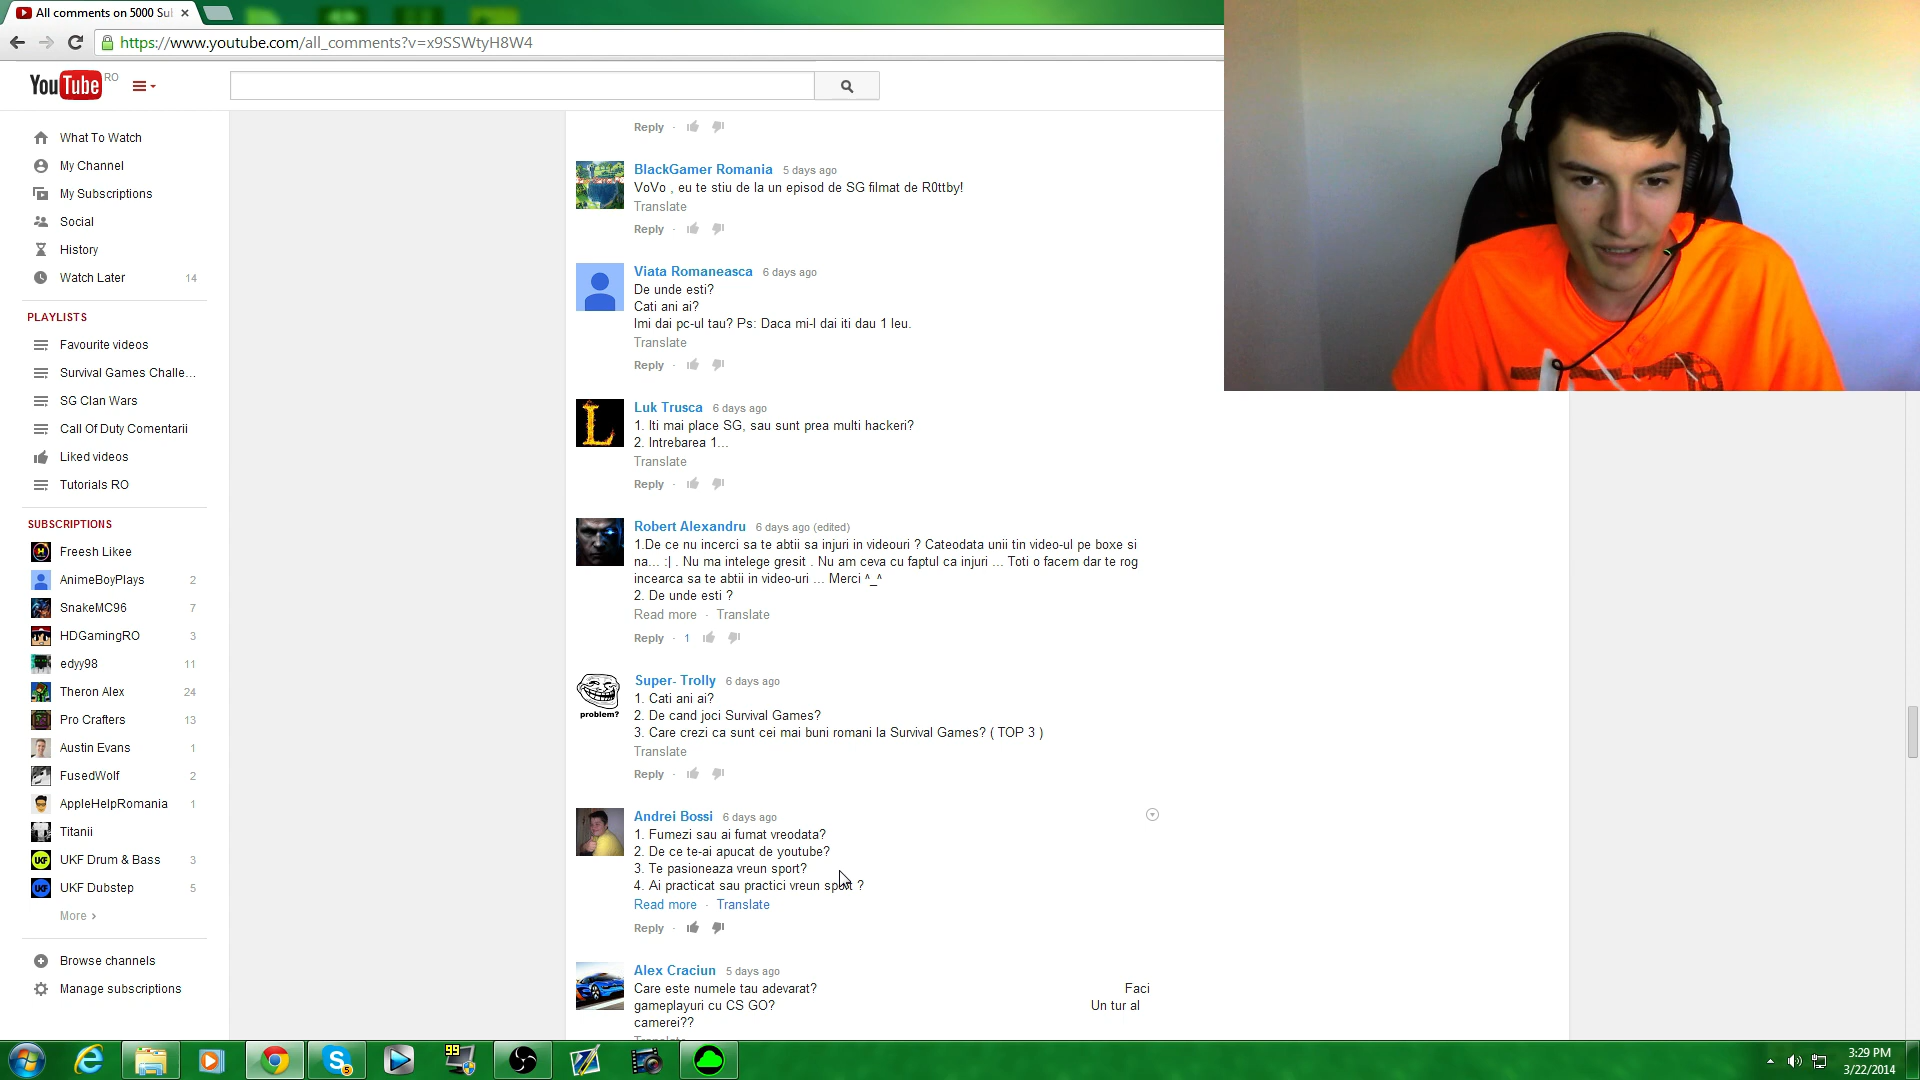 All comments on 5000 Su
https://www.youtube.com/all_comments?v=x9SSWtyH8W4
YouTube RO
What To Watch
My Channel
My Subscriptions
Social
History
Watch Later 14
PLAYLISTS
Favourite videos
Survival Games Challe...
SG Clan Wars
Call Of Duty Comentarii
Liked videos
Tutorials RO
SUBSCRIPTIONS
Freesh Likee
AnimeBoyPlays 2
SnakeMC96 7
HDGamingRO 3
edyy98 11
Theron Alex 24
Pro Crafters 13
Austin Evans 1
FusedWolf 2
AppleHelpRomania 1
Titanii
UKF Drum & Bass 3
UKF Dubstep 5
More ›
Browse channels
Manage subscriptions
Reply ·
BlackGamer Romania 5 days ago
VoVo , eu te stiu de la un episod de SG filmat de R0ttby!
Translate
Reply ·
Viata Romaneasca 6 days ago
De unde esti?
Cati ani ai?
Imi dai pc-ul tau? Ps: Daca mi-l dai iti dau 1 leu.
Translate
Reply ·
L
Luk Trusca 6 days ago
1. Iti mai place SG, sau sunt prea multi hackeri?
2. Intrebarea 1...
Translate
Reply ·
Robert Alexandru 6 days ago (edited)
1.De ce nu incerci sa te abtii sa injuri in videouri ? Cateodata unii tin video-ul pe boxe si
na... :| . Nu ma intelege gresit . Nu am ceva cu faptul ca injuri ... Toti o facem dar te rog
incearca sa te abtii in video-uri ... Merci ^_^
2. De unde esti ?
Read more · Translate
Reply · 1
problem?
Super- Trolly 6 days ago
1. Cati ani ai?
2. De cand joci Survival Games?
3. Care crezi ca sunt cei mai buni romani la Survival Games? ( TOP 3 )
Translate
Reply ·
Andrei Bossi 6 days ago
1. Fumezi sau ai fumat vreodata?
2. De ce te-ai apucat de youtube?
3. Te pasioneaza vreun sport?
4. Ai practicat sau practici vreun sport ?
Read more · Translate
Reply ·
Alex Craciun 5 days ago
Care este numele tau adevarat? Faci
gameplayuri cu CS GO? Un tur al
camerei??
Translate
99
5
3:29 PM
3/22/2014